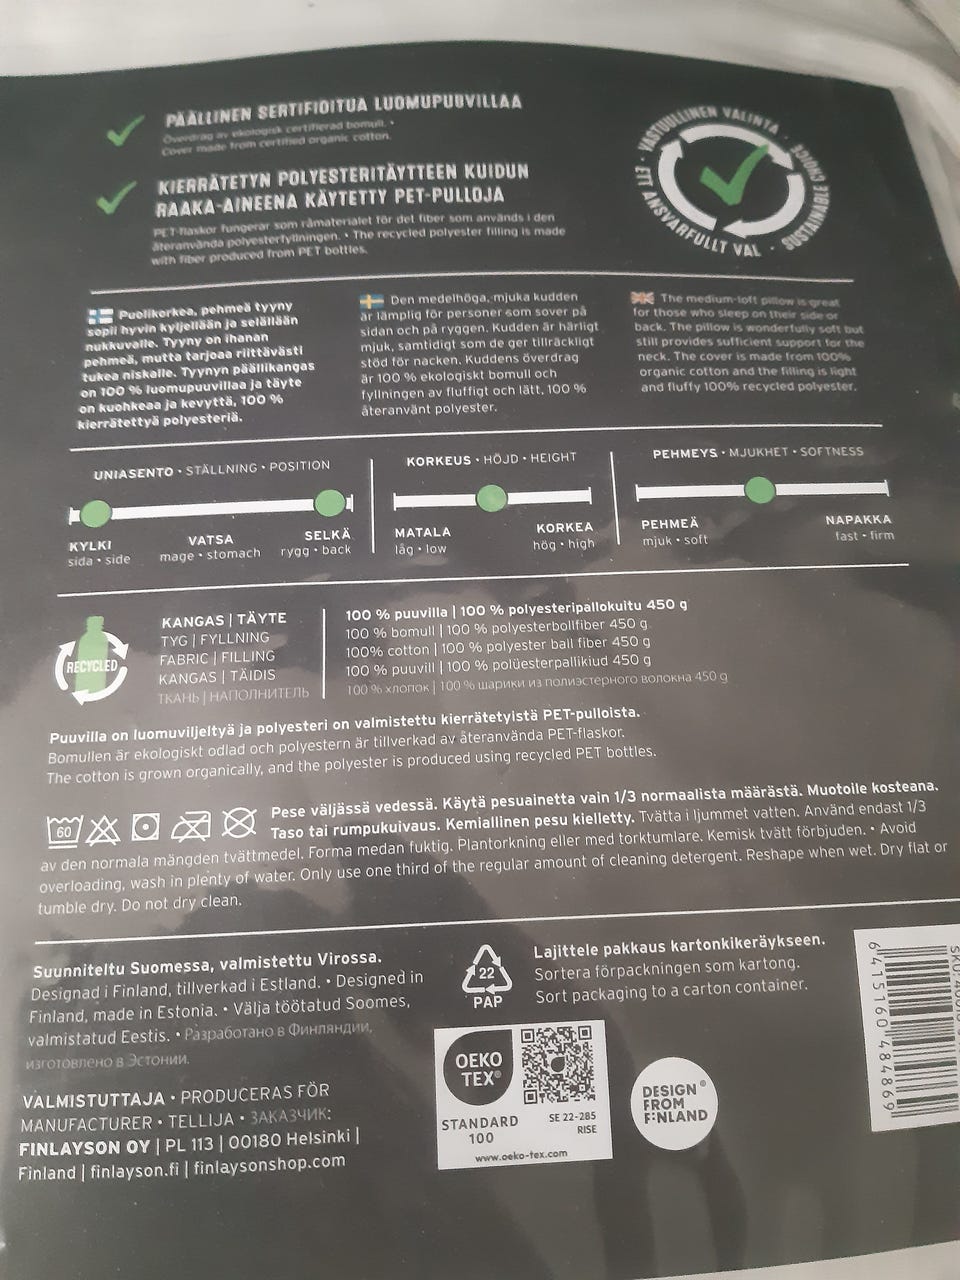 PÄÄLLINEN SERTIFIOITUA LUOMUPUUVILLAA
Överdrag av ekologisk certifierad bomull. •
Cover made from certified organic cotton.
KIERRÄTETYN POLYESTERITÄYTTEEN KUIDUN
RAAKA-AINEENA KÄYTETTY PET-PULLOJA
PET-flaskor fungerar som råmaterialet för det fiber som används i den
återanvända polyesterfyllningen. • The recycled polyester filling is made
with fiber produced from PET bottles.
VASTUULLINEN VALINTA • SUSTAINABLE CHOICE • ETT ANSVARFULLT VAL •
Puolikorkea, pehmeä tyyny
sopii hyvin kyljellään ja selällään
nukkuvalle. Tyyny on ihanan
pehmeä, mutta tarjoaa riittävästi
tukea niskalle. Tyynyn päällikangas
on 100 % luomupuuvillaa ja täyte
on kuohkeaa ja kevyttä, 100 %
kierrätettyä polyesteriä.
Den medelhöga, mjuka kudden
är lämplig för personer som sover på
sidan och på ryggen. Kudden är härligt
mjuk, samtidigt som de ger tillräckligt
stöd för nacken. Kuddens överdrag
är 100 % ekologiskt bomull och
fyllningen av fluffigt och lätt, 100 %
återanvänt polyester.
The medium-loft pillow is great
for those who sleep on their side or
back. The pillow is wonderfully soft but
still provides sufficient support for the
neck. The cover is made from 100%
organic cotton and the filling is light
and fluffy 100% recycled polyester.
UNIASENTO • STÄLLNING • POSITION
KYLKI
sida • side
VATSA
mage • stomach
SELKÄ
rygg • back
KORKEUS • HÖJD • HEIGHT
MATALA
låg • low
KORKEA
hög • high
PEHMEYS • MJUKHET • SOFTNESS
PEHMEÄ
mjuk • soft
NAPAKKA
fast • firm
RECYCLED
KANGAS | TÄYTE
TYG | FYLLNING
FABRIC | FILLING
KANGAS | TÄIDIS
ТКАНЬ | НАПОЛНИТЕЛЬ
100 % puuvilla | 100 % polyesteripallokuitu 450 g
100 % bomull | 100 % polyesterbollfiber 450 g
100% cotton | 100 % polyester ball fiber 450 g
100 % puuvill | 100 % polüesterpallikiud 450 g
100 % хлопок | 100 % шарики из полиэстерного волокна 450 g
Puuvilla on luomuviljeltyä ja polyesteri on valmistettu kierrätetyistä PET-pulloista.
Bomullen är ekologiskt odlad och polyestern är tillverkad av återanvända PET-flaskor.
The cotton is grown organically, and the polyester is produced using recycled PET bottles.
60
Pese väljässä vedessä. Käytä pesuainetta vain 1/3 normaalista määrästä. Muotoile kosteana.
Taso tai rumpukuivaus. Kemiallinen pesu kielletty. Tvätta i ljummet vatten. Använd endast 1/3
av den normala mängden tvättmedel. Forma medan fuktig. Plantorkning eller med torktumlare. Kemisk tvätt förbjuden. • Avoid
overloading, wash in plenty of water. Only use one third of the regular amount of cleaning detergent. Reshape when wet. Dry flat or
tumble dry. Do not dry clean.
Suunniteltu Suomessa, valmistettu Virossa.
Designad i Finland, tillverkad i Estland. • Designed in
Finland, made in Estonia. • Välja töötatud Soomes,
valmistatud Eestis. • Разработано в Финляндии,
изготовлено в Эстонии.
VALMISTUTTAJA • PRODUCERAS FÖR
MANUFACTURER • TELLIJA • ЗАКАЗЧИК:
FINLAYSON OY | PL 113 | 00180 Helsinki |
Finland | finlayson.fi | finlaysonshop.com
22
PAP
Lajittele pakkaus kartonkikeräykseen.
Sortera förpackningen som kartong.
Sort packaging to a carton container.
OEKO
TEX®
STANDARD
100
SE 22-285
RISE
www.oeko-tex.com
DESIGN®
FROM
FINLAND
6415160484869